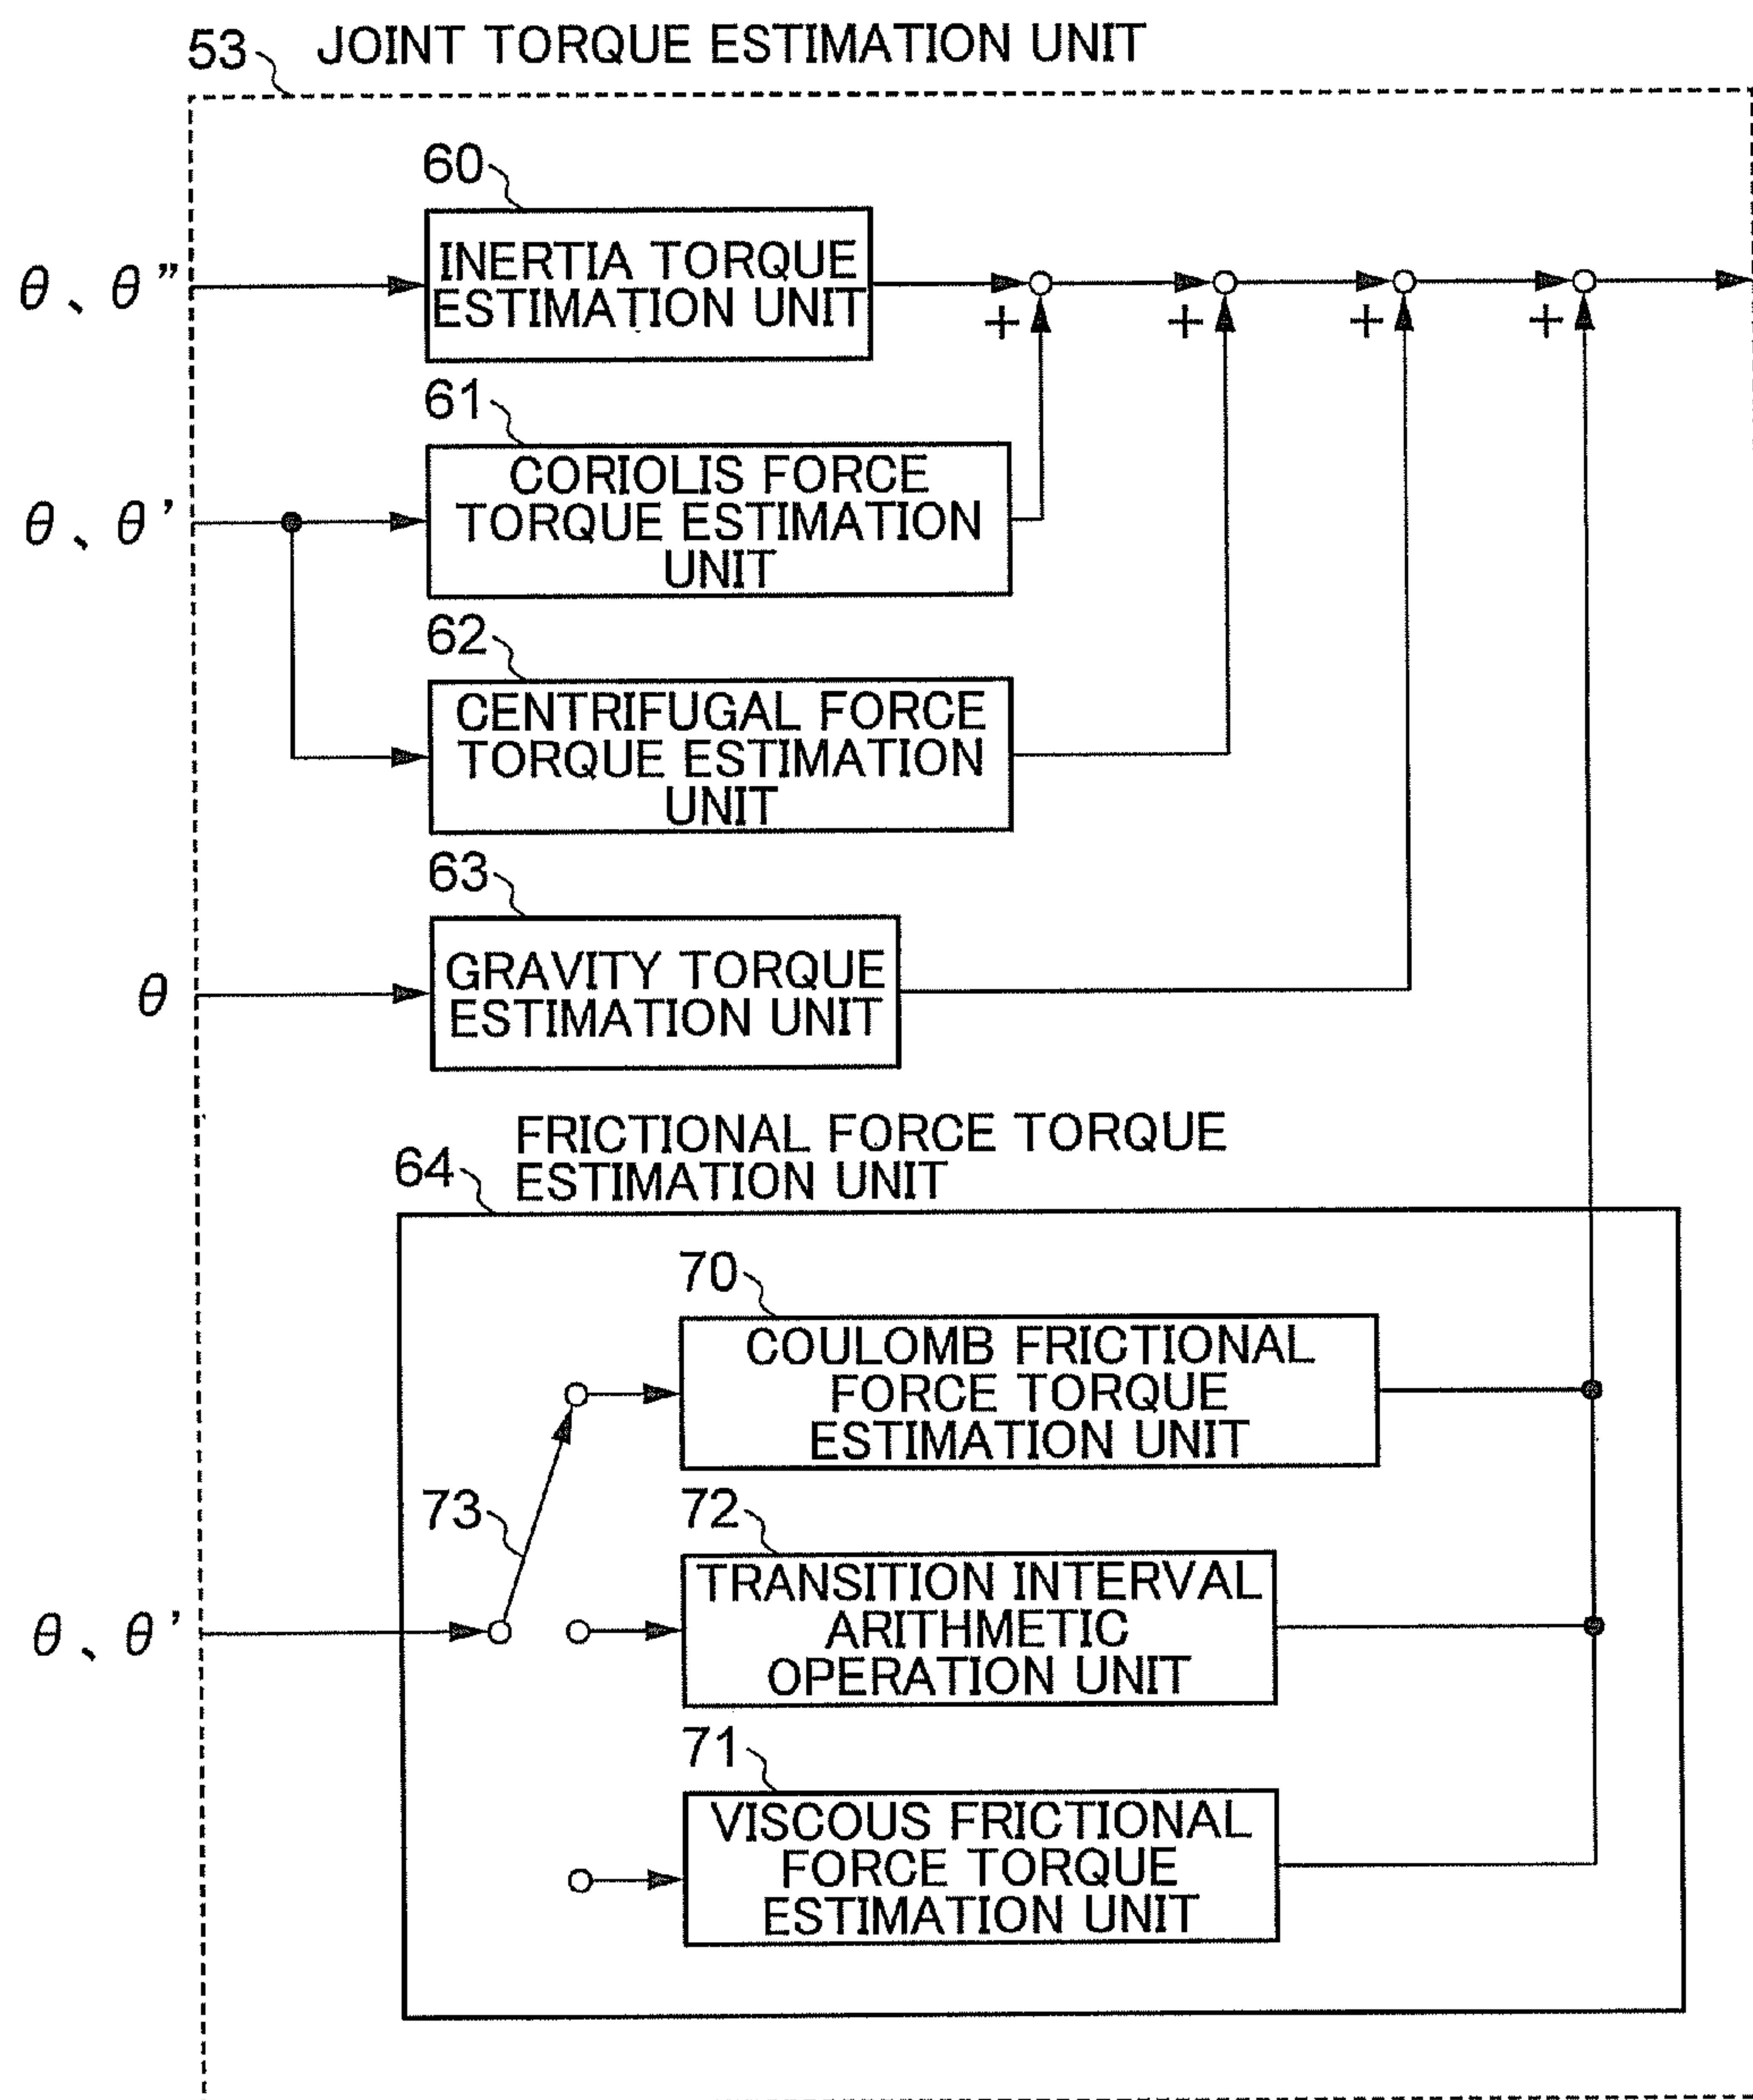 53 JOINT TORQUE ESTIMATION UNIT
60
θ、θ”
INERTIA TORQUE
ESTIMATION UNIT
+ + + +
61
θ、θ’
CORIOLIS FORCE
TORQUE ESTIMATION
UNIT
62
CENTRIFUGAL FORCE
TORQUE ESTIMATION
UNIT
63
θ
GRAVITY TORQUE
ESTIMATION UNIT
64
FRICTIONAL FORCE TORQUE
ESTIMATION UNIT
70
COULOMB FRICTIONAL
FORCE TORQUE
ESTIMATION UNIT
73
72
θ、θ’
TRANSITION INTERVAL
ARITHMETIC
OPERATION UNIT
71
VISCOUS FRICTIONAL
FORCE TORQUE
ESTIMATION UNIT